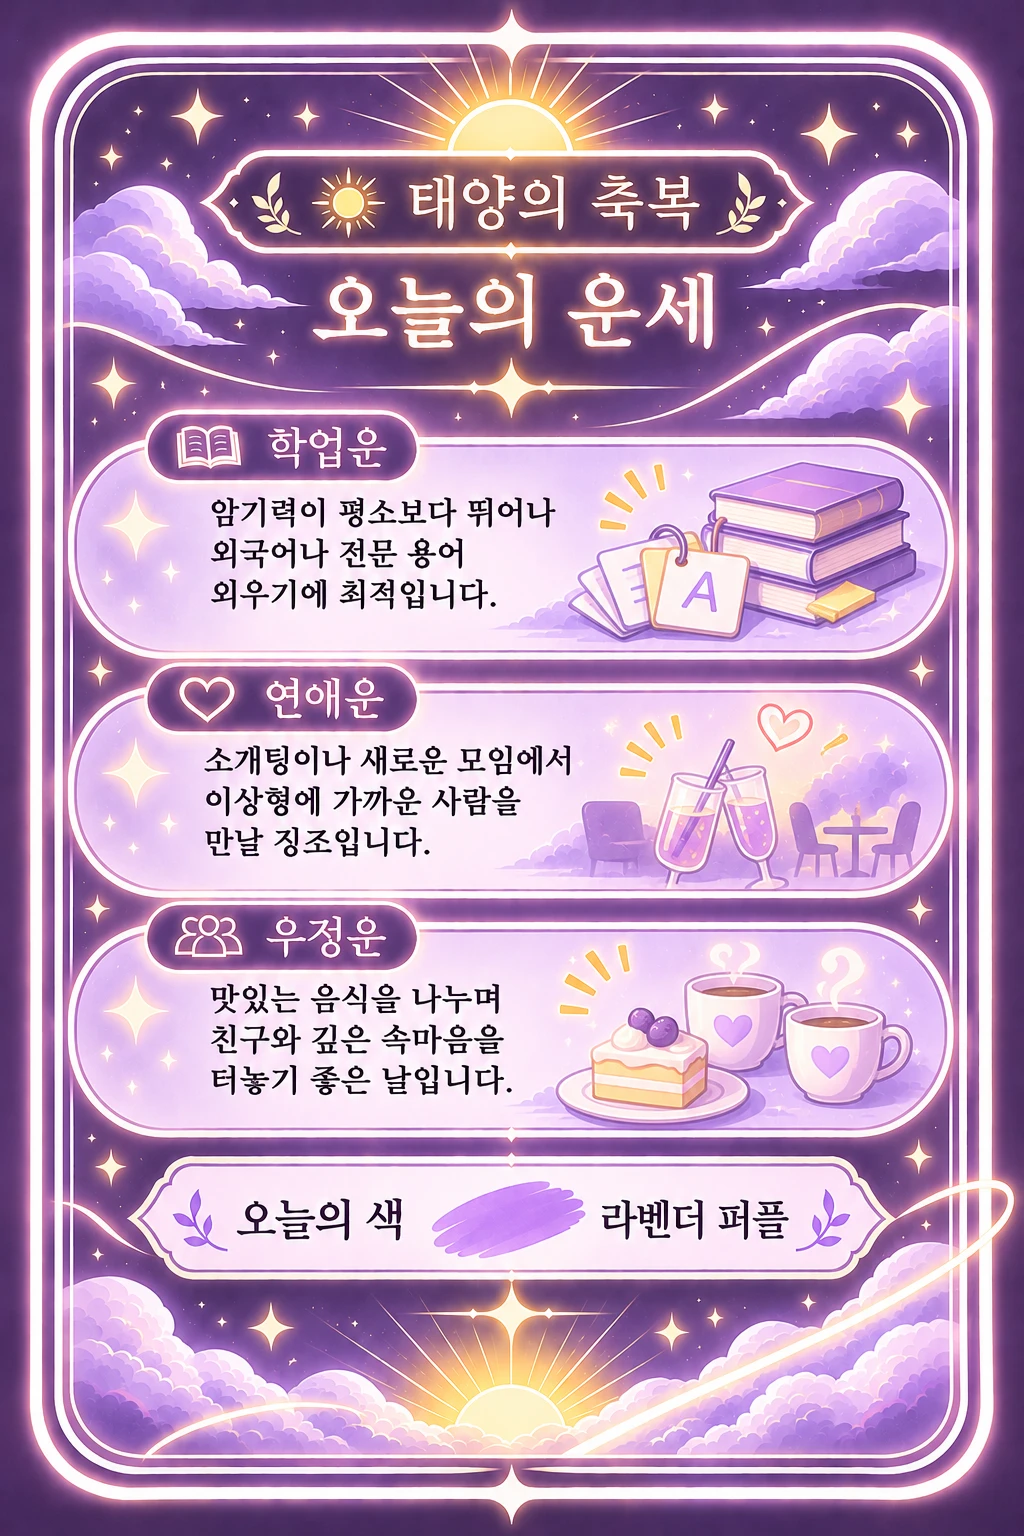 태양의 축복
오늘의 운세
학업운
암기력이 평소보다 뛰어나
외국어나 전문 용어
외우기에 최적입니다.
A
연애운
소개팅이나 새로운 모임에서
이상형에 가까운 사람을
만날 징조입니다.
우정운
맛있는 음식을 나누며
친구와 깊은 속마음을
터놓기 좋은 날입니다.
오늘의 색
라벤더 퍼플